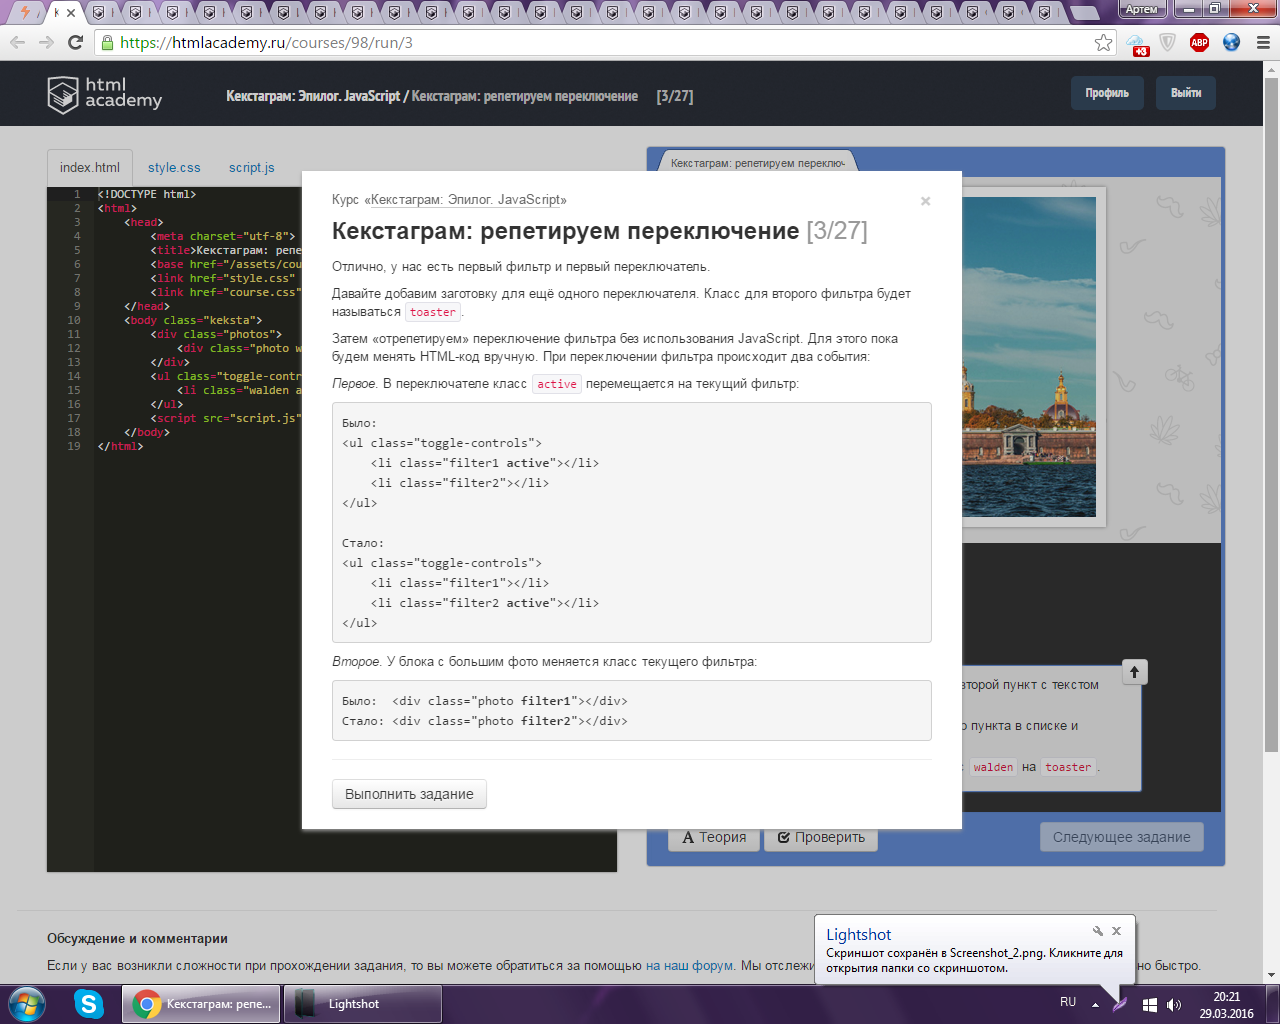 Артем
https://htmlacademy.ru/courses/98/run/3
+3
ABP
html
academy
Кекстаграм: Эпилог. JavaScript / Кекстаграм: репетируем переключение [3/27]
Профиль
Выйти
index.html
style.css
script.js
Кекстаграм: репетируем переключ
1 <!DOCTYPE html>
2 <html>
3 <head>
4 <meta charset="utf-8">
5 <title>Кекстаграм: репе
6 <base href="/assets/cou
7 <link href="style.css"
8 <link href="course.css"
9 </head>
10 <body class="keksta">
11 <div class="photos">
12 <div class="photo w
13 </div>
14 <ul class="toggle-contr
15 <li class="walden a
16 </ul>
17 <script src="script.js"
18 </body>
19 </html>
Курс «Кекстаграм: Эпилог. JavaScript»
×
Кекстаграм: репетируем переключение [3/27]
Отлично, у нас есть первый фильтр и первый переключатель.
Давайте добавим заготовку для ещё одного переключателя. Класс для второго фильтра будет
называться toaster.
Затем «отрепетируем» переключение фильтра без использования JavaScript. Для этого пока
будем менять HTML-код вручную. При переключении фильтра происходит два события:
Первое. В переключателе класс active перемещается на текущий фильтр:
Было:
<ul class="toggle-controls">
<li class="filter1 active"></li>
<li class="filter2"></li>
</ul>
Стало:
<ul class="toggle-controls">
<li class="filter1"></li>
<li class="filter2 active"></li>
</ul>
Второе. У блока с большим фото меняется класс текущего фильтра:
Было: <div class="photo filter1"></div>
Стало: <div class="photo filter2"></div>
Выполнить задание
второй пункт с текстом
пункта в списке и
walden на toaster.
Теория
Проверить
Следующее задание
Обсуждение и комментарии
Если у вас возникли сложности при прохождении задания, то вы можете обратиться за помощью на наш форум. Мы отслежи
но быстро.
Lightshot
Скриншот сохранён в Screenshot_2.png. Кликните для
открытия папки со скриншотом.
Кекстаграм: репе...
Lightshot
RU
20:21
29.03.2016